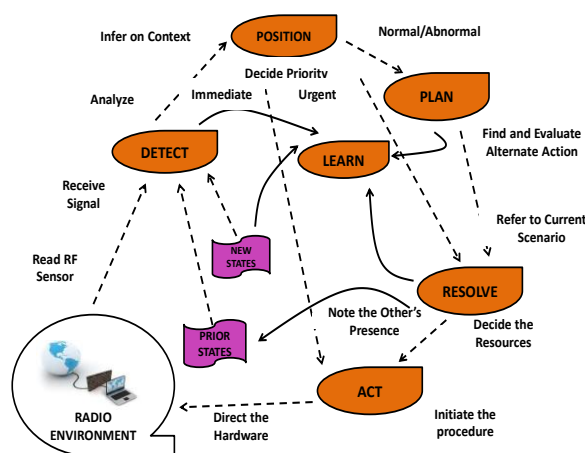 Infer on Context
POSITION
Normal/Abnormal
Decide Priority
Analyze
Immediate
Urgent
PLAN
DETECT
LEARN
Find and Evaluate
Alternate Action
Receive
Signal
NEW
STATES
Refer to Current
Scenario
Read RF
Sensor
RESOLVE
PRIOR
STATES
Note the Other's
Presence
Decide the
Resources
ACT
RADIO
ENVIRONMENT
Direct the
Hardware
Initiate the
procedure